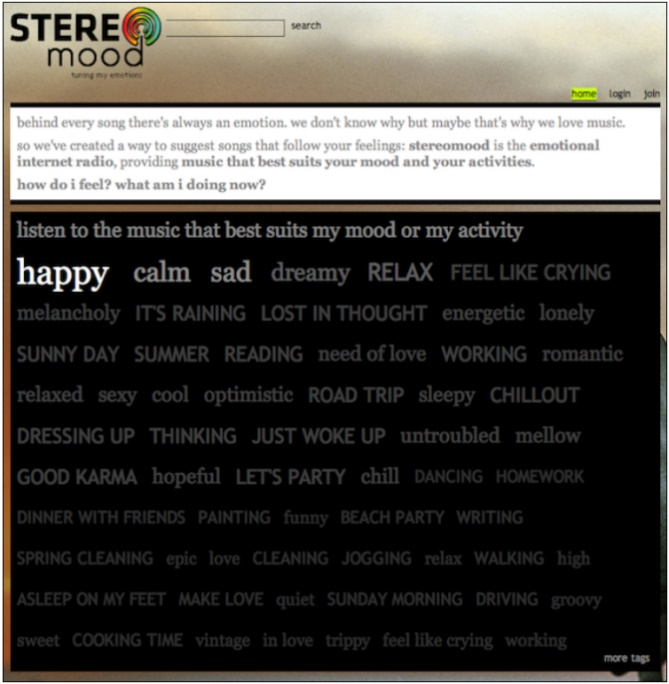 STEREO
mood
tuning my emotions
search
home login join
behind every song there's always an emotion. we don't know why but maybe that's why we love music.
so we've created a way to suggest songs that follow your feelings: stereomood is the emotional
internet radio, providing music that best suits your mood and your activities.
how do i feel? what am i doing now?
listen to the music that best suits my mood or my activity
happy calm sad dreamy RELAX FEEL LIKE CRYING
melancholy IT'S RAINING LOST IN THOUGHT energetic lonely
SUNNY DAY SUMMER READING need of love WORKING romantic
relaxed sexy cool optimistic ROAD TRIP sleepy CHILLOUT
DRESSING UP THINKING JUST WOKE UP untroubled mellow
GOOD KARMA hopeful LET'S PARTY chill DANCING HOMEWORK
DINNER WITH FRIENDS PAINTING funny BEACH PARTY WRITING
SPRING CLEANING epic love CLEANING JOGGING relax WALKING high
ASLEEP ON MY FEET MAKE LOVE quiet SUNDAY MORNING DRIVING groovy
sweet COOKING TIME vintage in love trippy feel like crying working
more tags